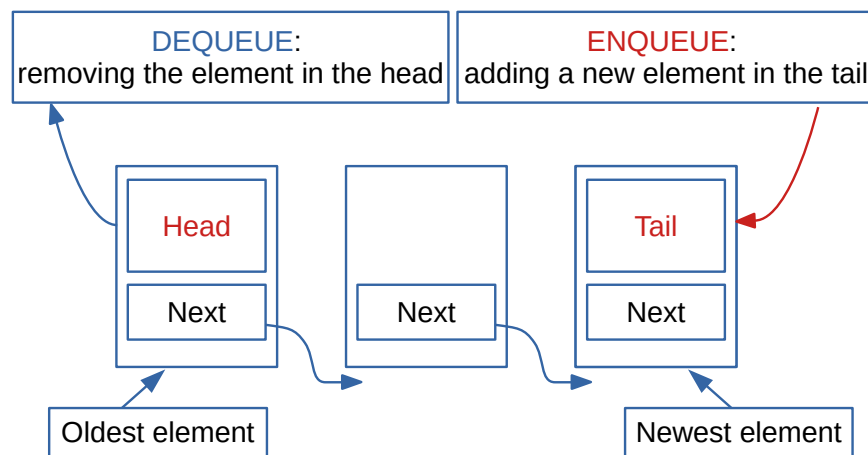 DEQUEUE:
removing the element in the head
ENQUEUE:
adding a new element in the tail
Head
Tail
Next
Next
Next
Oldest element
Newest element